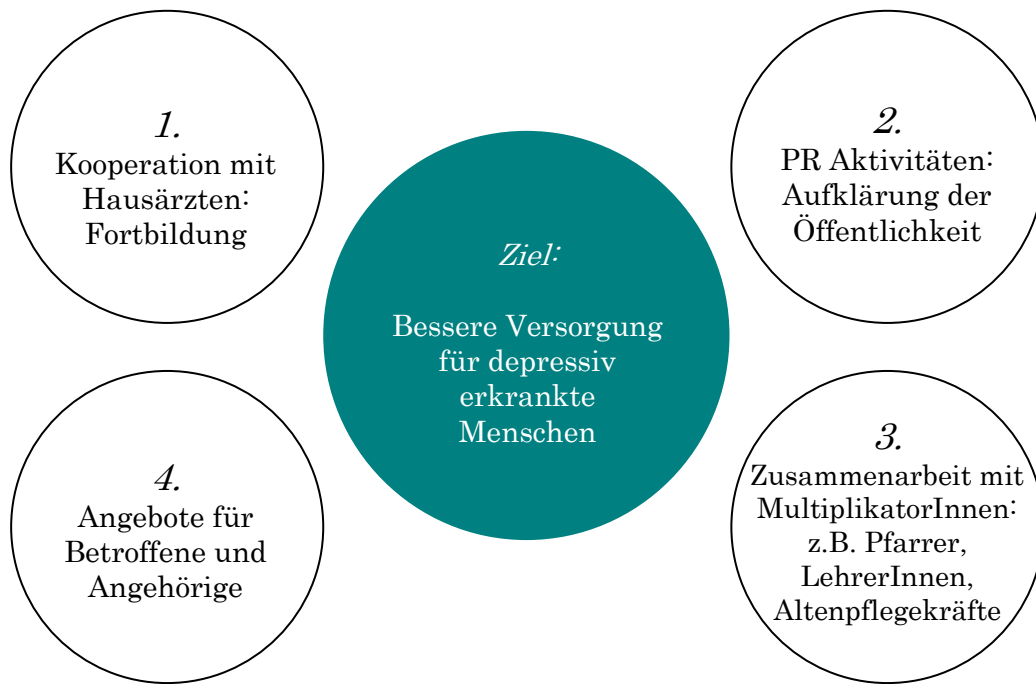 1.
Kooperation mit
Hausärzten:
Fortbildung
2.
PR Aktivitäten:
Aufklärung der
Öffentlichkeit
Ziel:
Bessere Versorgung
für depressiv
erkrankte
Menschen
3.
Zusammenarbeit mit
MultiplikatorInnen:
z.B. Pfarrer,
LehrerInnen,
Altenpflegekräfte
4.
Angebote für
Betroffene und
Angehörige